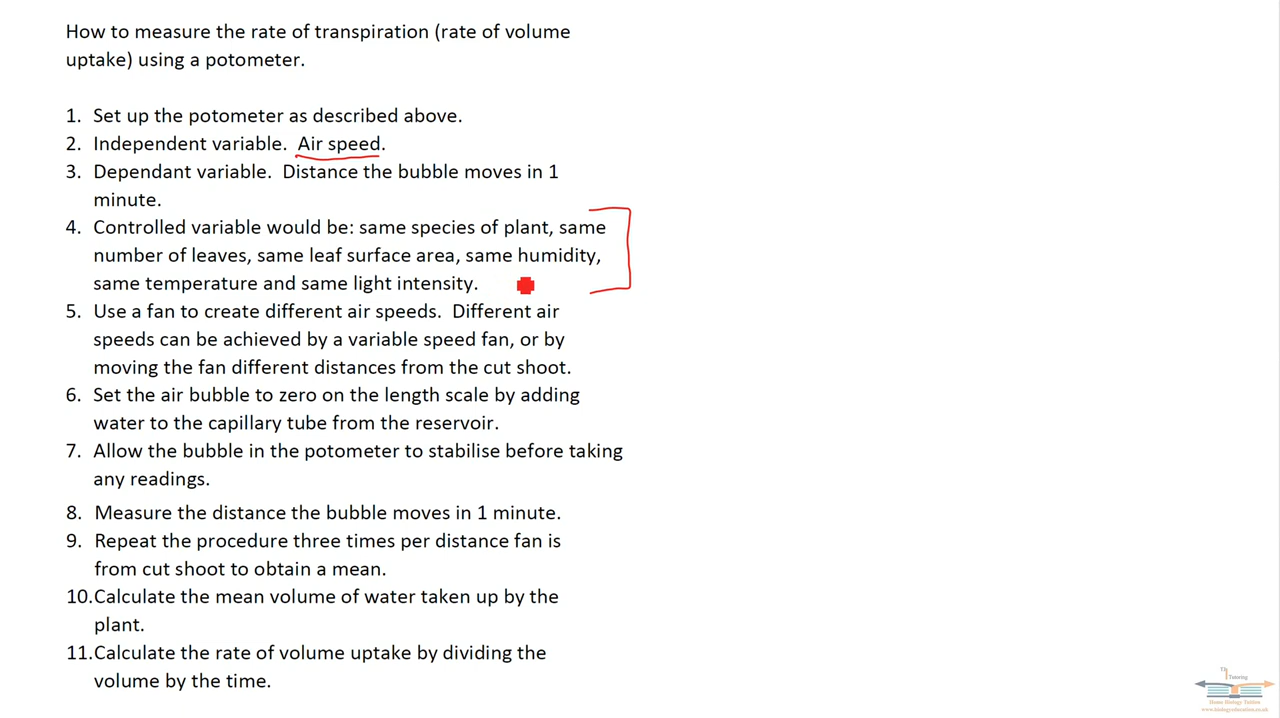 How to measure the rate of transpiration (rate of volume
uptake) using a potometer.
1. Set up the potometer as described above.
2. Independent variable.  Air speed.
3. Dependant variable.  Distance the bubble moves in 1
minute.
4. Controlled variable would be: same species of plant, same
number of leaves, same leaf surface area, same humidity,
same temperature and same light intensity.
5. Use a fan to create different air speeds.  Different air
speeds can be achieved by a variable speed fan, or by
moving the fan different distances from the cut shoot.
6. Set the air bubble to zero on the length scale by adding
water to the capillary tube from the reservoir.
7. Allow the bubble in the potometer to stabilise before taking
any readings.
8. Measure the distance the bubble moves in 1 minute.
9. Repeat the procedure three times per distance fan is
from cut shoot to obtain a mean.
10.Calculate the mean volume of water taken up by the
plant.
11.Calculate the rate of volume uptake by dividing the
volume by the time.
Tutoring
Home Biology Tuition
www.biologyeducation.co.uk